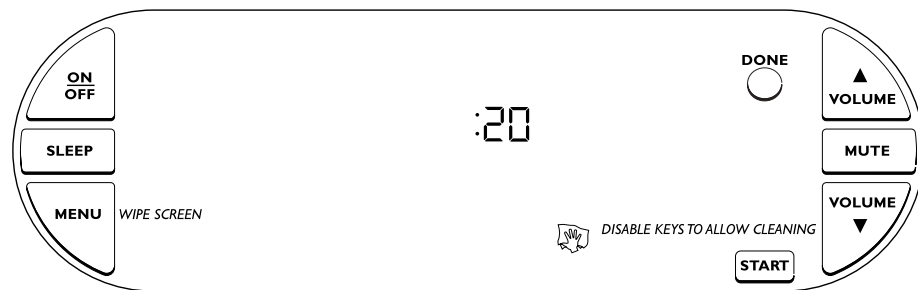 ON
OFF
SLEEP
MENU
WIPE SCREEN
:20
DONE
▲
VOLUME
MUTE
VOLUME
▼
DISABLE KEYS TO ALLOW CLEANING
START